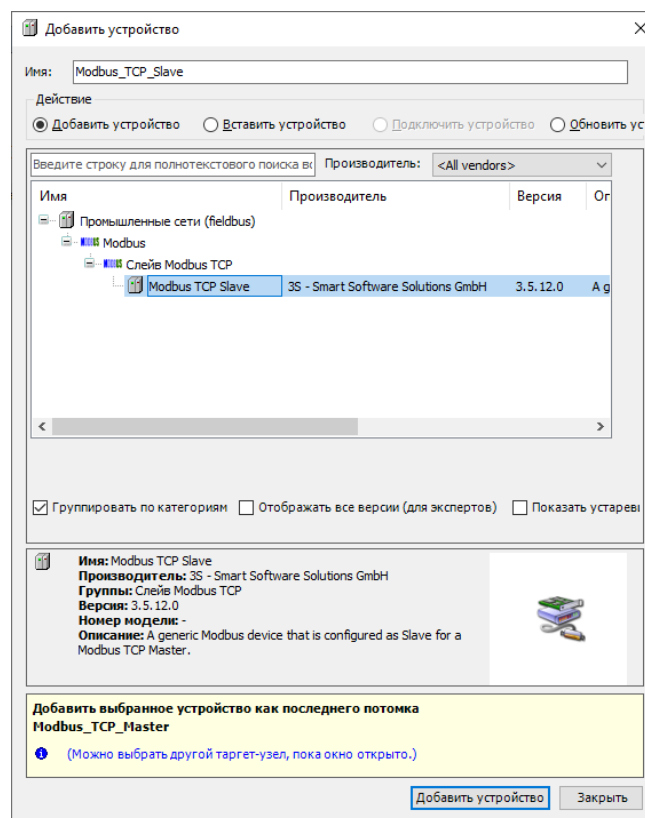 Добавить устройство
Имя: Modbus_TCP_Slave
Действие
Добавить устройство Вставить устройство Подключить устройство Обновить ус
Введите строку для полнотекстового поиска вс Производитель: <All vendors>
Имя Производитель Версия Оп
Промышленные сети (fieldbus)
Modbus
Слейв Modbus TCP
Modbus TCP Slave 3S - Smart Software Solutions GmbH 3.5.12.0 A g
Группировать по категориям Отображать все версии (для экспертов) Показать устареві
Имя: Modbus TCP Slave
Производитель: 3S - Smart Software Solutions GmbH
Группы: Слейв Modbus TCP
Версия: 3.5.12.0
Номер модели: -
Описание: A generic Modbus device that is configured as Slave for a
Modbus TCP Master.
Добавить выбранное устройство как последнего потомка
Modbus_TCP_Master
(Можно выбрать другой таргет-узел, пока окно открыто.)
Добавить устройство Закрыть